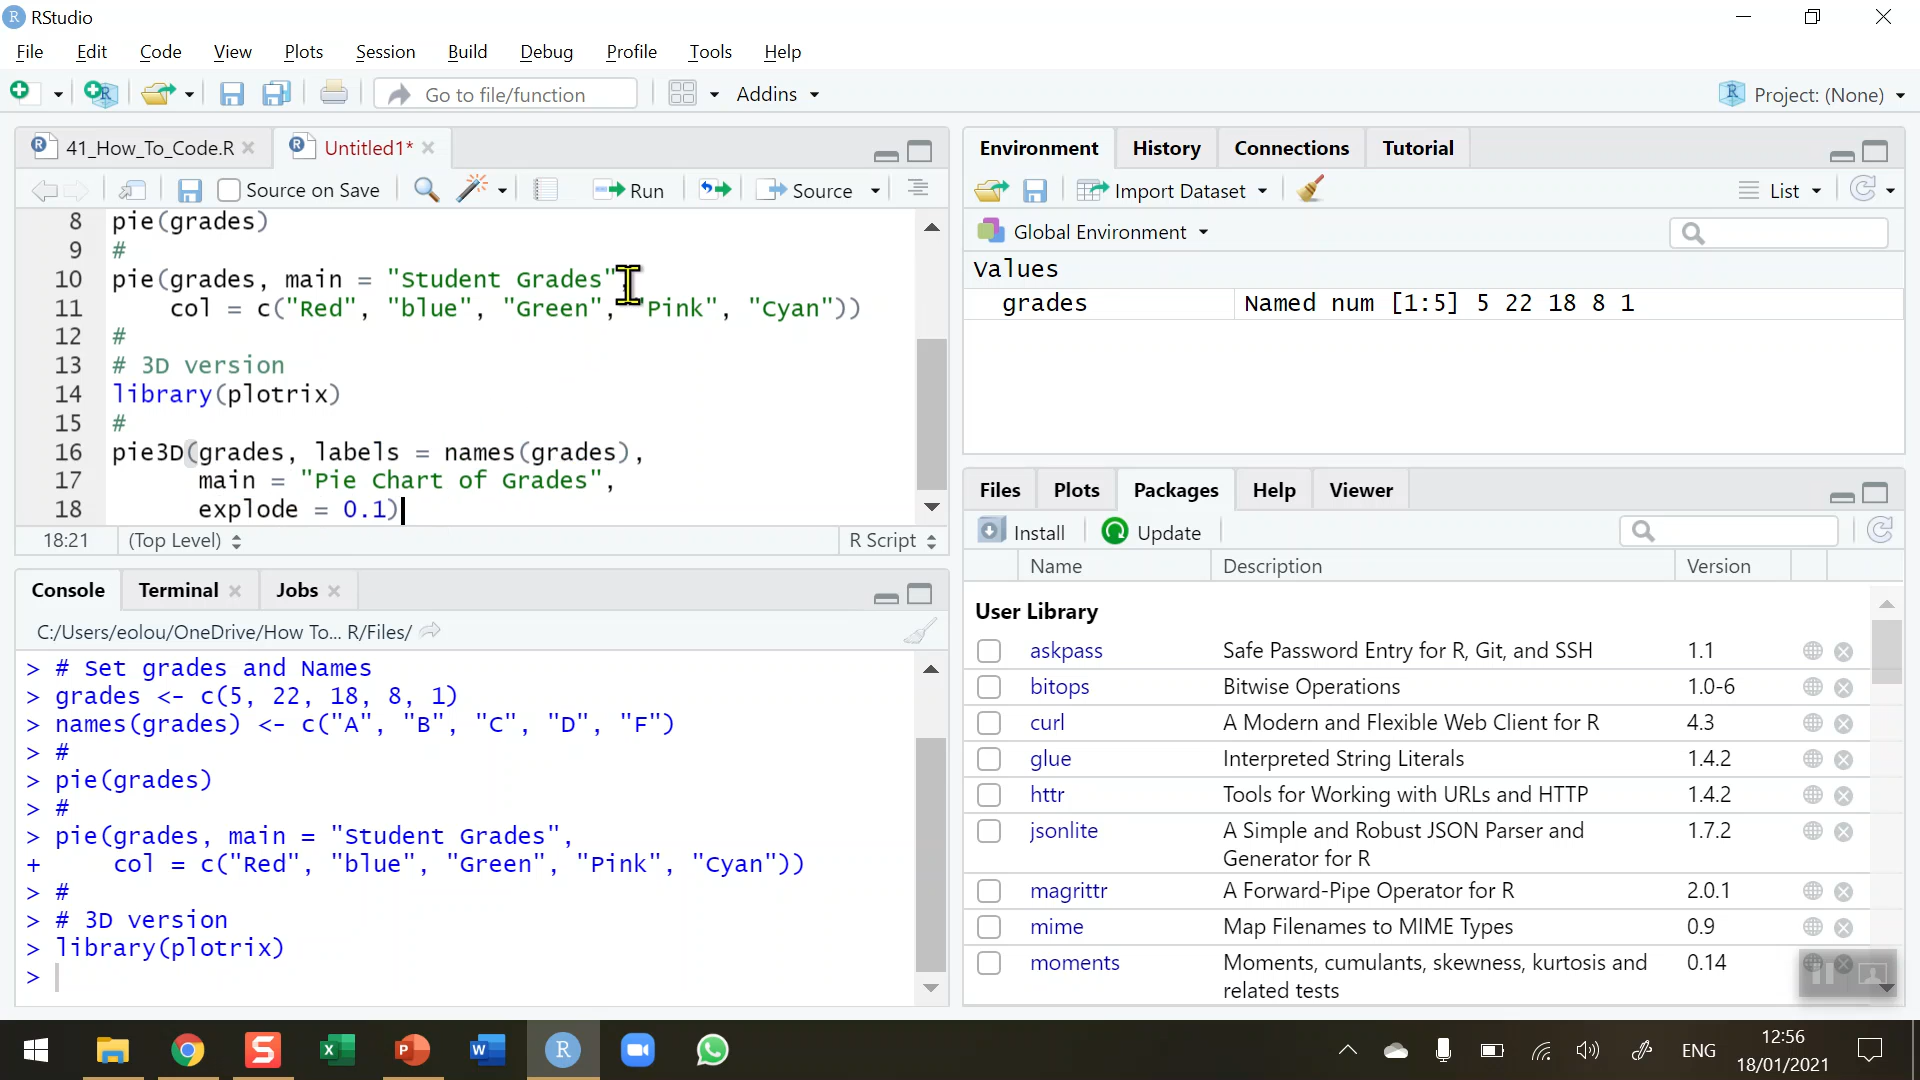 RStudio
File Edit Code View Plots Session Build Debug Profile Tools Help
Go to file/function Addins Project: (None)
41_How_To_Code.R Untitled1*
Source on Save Run Source
8 pie(grades)
9 #
10 pie(grades, main = "Student Grades",
11 col = c("Red", "blue", "Green", "Pink", "Cyan"))
12 #
13 # 3D version
14 library(plotrix)
15 #
16 pie3D(grades, labels = names(grades),
17 main = "Pie Chart of Grades",
18 explode = 0.1)
18:21 (Top Level) R Script
Console Terminal Jobs
C:/Users/eolou/OneDrive/How To... R/Files/
> # Set grades and Names
> grades <- c(5, 22, 18, 8, 1)
> names(grades) <- c("A", "B", "C", "D", "F")
> #
> pie(grades)
> #
> pie(grades, main = "Student Grades",
+ col = c("Red", "blue", "Green", "Pink", "Cyan"))
> #
> # 3D version
> library(plotrix)
>
Environment History Connections Tutorial
Import Dataset List
Global Environment
Values
grades Named num [1:5] 5 22 18 8 1
Files Plots Packages Help Viewer
Install Update
Name Description Version
User Library
askpass Safe Password Entry for R, Git, and SSH 1.1
bitops Bitwise Operations 1.0-6
curl A Modern and Flexible Web Client for R 4.3
glue Interpreted String Literals 1.4.2
httr Tools for Working with URLs and HTTP 1.4.2
jsonlite A Simple and Robust JSON Parser and 1.7.2
Generator for R
magrittr A Forward-Pipe Operator for R 2.0.1
mime Map Filenames to MIME Types 0.9
moments Moments, cumulants, skewness, kurtosis and 0.14
related tests
ENG
12:56
18/01/2021